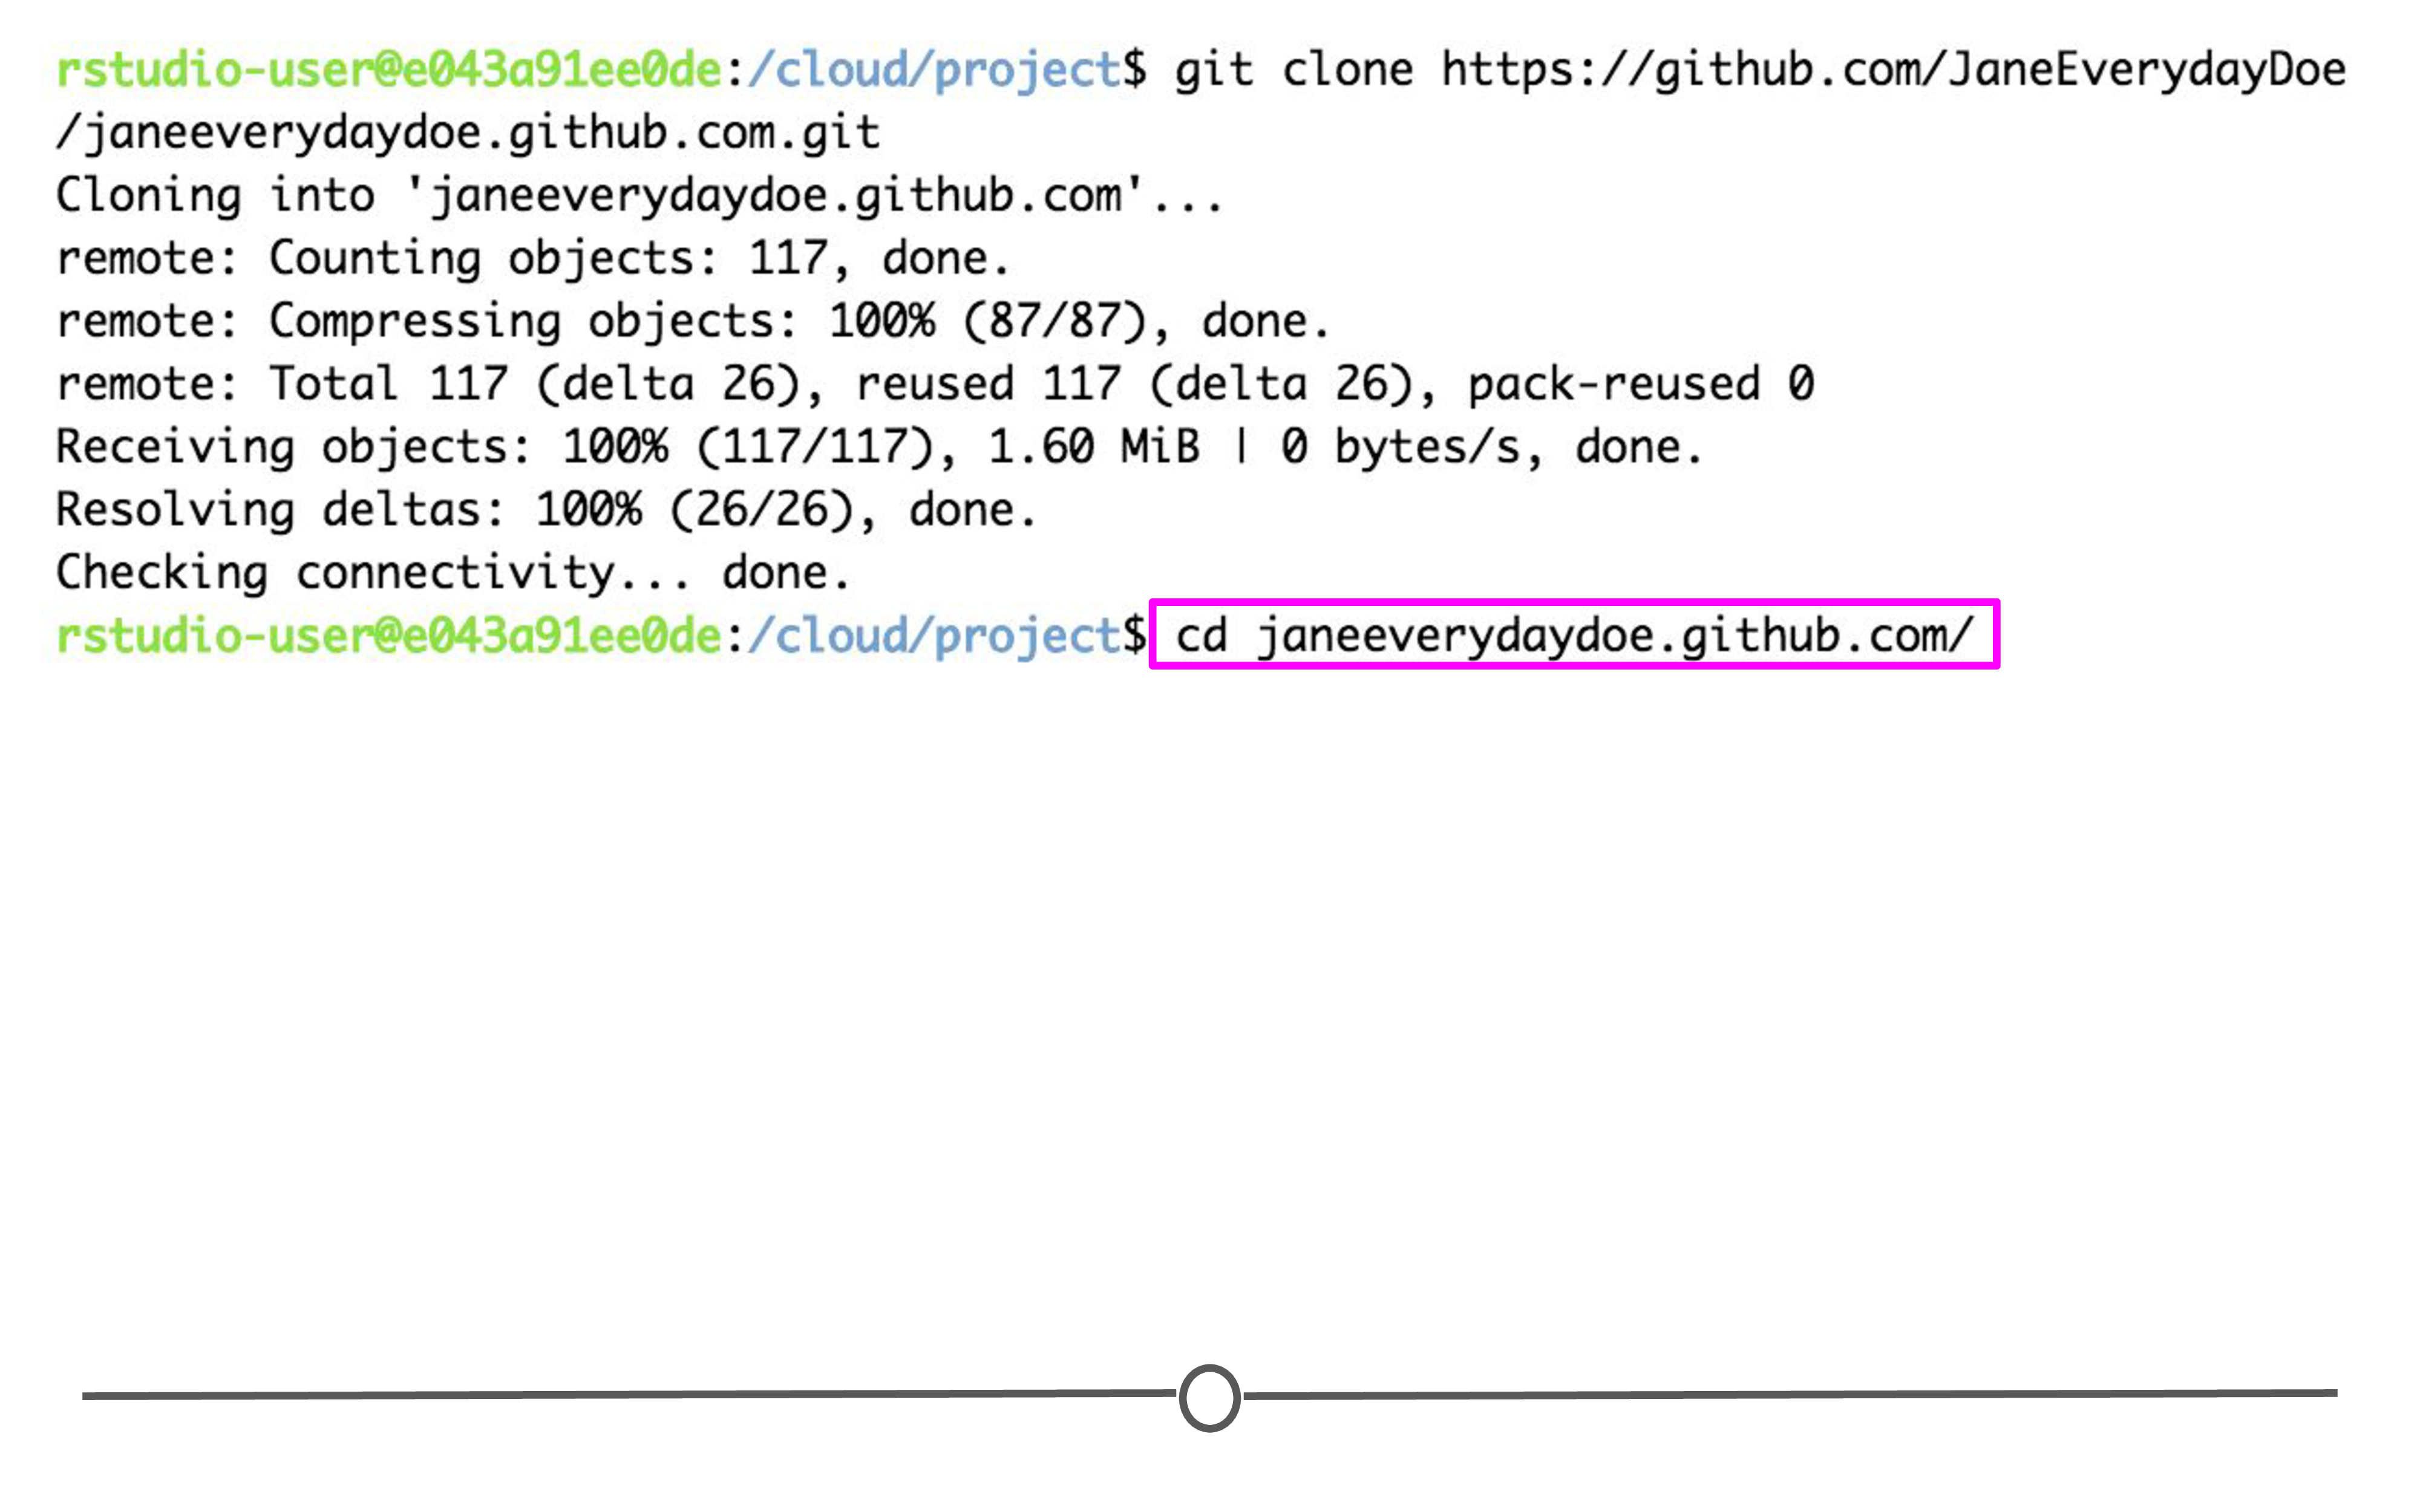 rstudio-user@e043a91ee0de:/cloud/project$ git clone https://github.com/JaneEverydayDoe
/janeeverydaydoe.github.com.git
Cloning into 'janeeverydaydoe.github.com'...
remote: Counting objects: 117, done.
remote: Compressing objects: 100% (87/87), done.
remote: Total 117 (delta 26), reused 117 (delta 26), pack-reused 0
Receiving objects: 100% (117/117), 1.60 MiB | 0 bytes/s, done.
Resolving deltas: 100% (26/26), done.
Checking connectivity... done.
rstudio-user@e043a91ee0de:/cloud/project$ cd janeeverydaydoe.github.com/